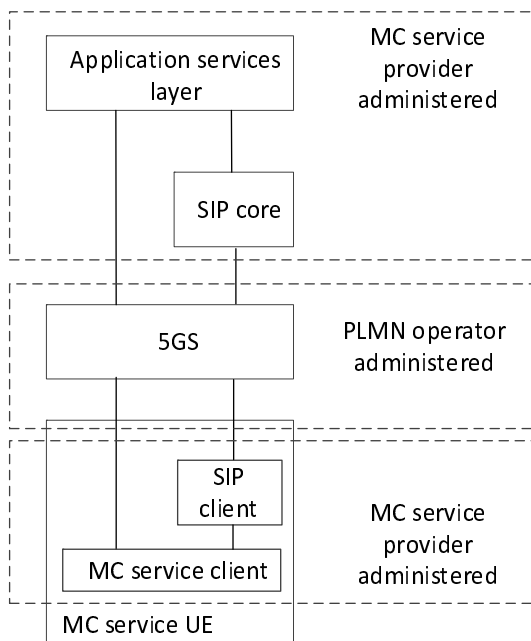 Application services
layer
MC service
provider
administered
SIP core
5GS
PLMN operator
administered
SIP
client
MC service client
MC service
provider
administered
MC service UE